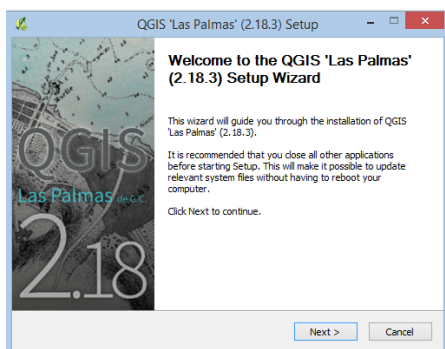 QGIS 'Las Palmas' (2.18.3) Setup
QGIS
Las Palmas de G.C.
2.18
Welcome to the QGIS 'Las Palmas'
(2.18.3) Setup Wizard
This wizard will guide you through the installation of QGIS
'Las Palmas' (2.18.3).
It is recommended that you close all other applications
before starting Setup. This will make it possible to update
relevant system files without having to reboot your
computer.
Click Next to continue.
Next >
Cancel